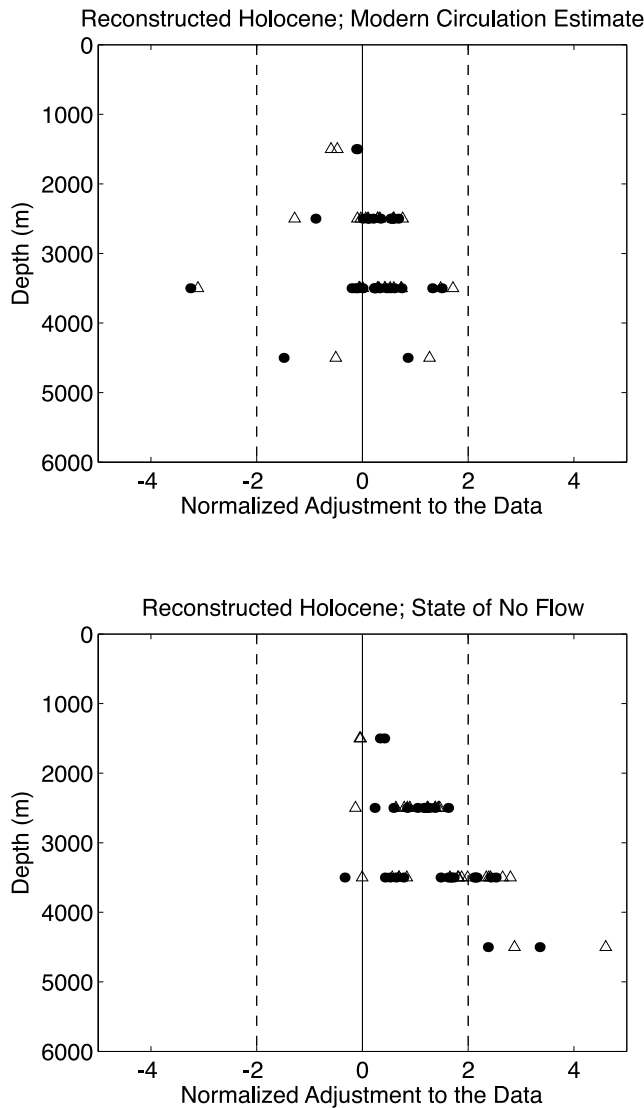 Reconstructed Holocene; Modern Circulation Estimate
0
1000
2000
3000
4000
5000
6000
Depth (m)
-4 -2 0 2 4
Normalized Adjustment to the Data
Reconstructed Holocene; State of No Flow
0
1000
2000
3000
4000
5000
6000
Depth (m)
-4 -2 0 2 4
Normalized Adjustment to the Data